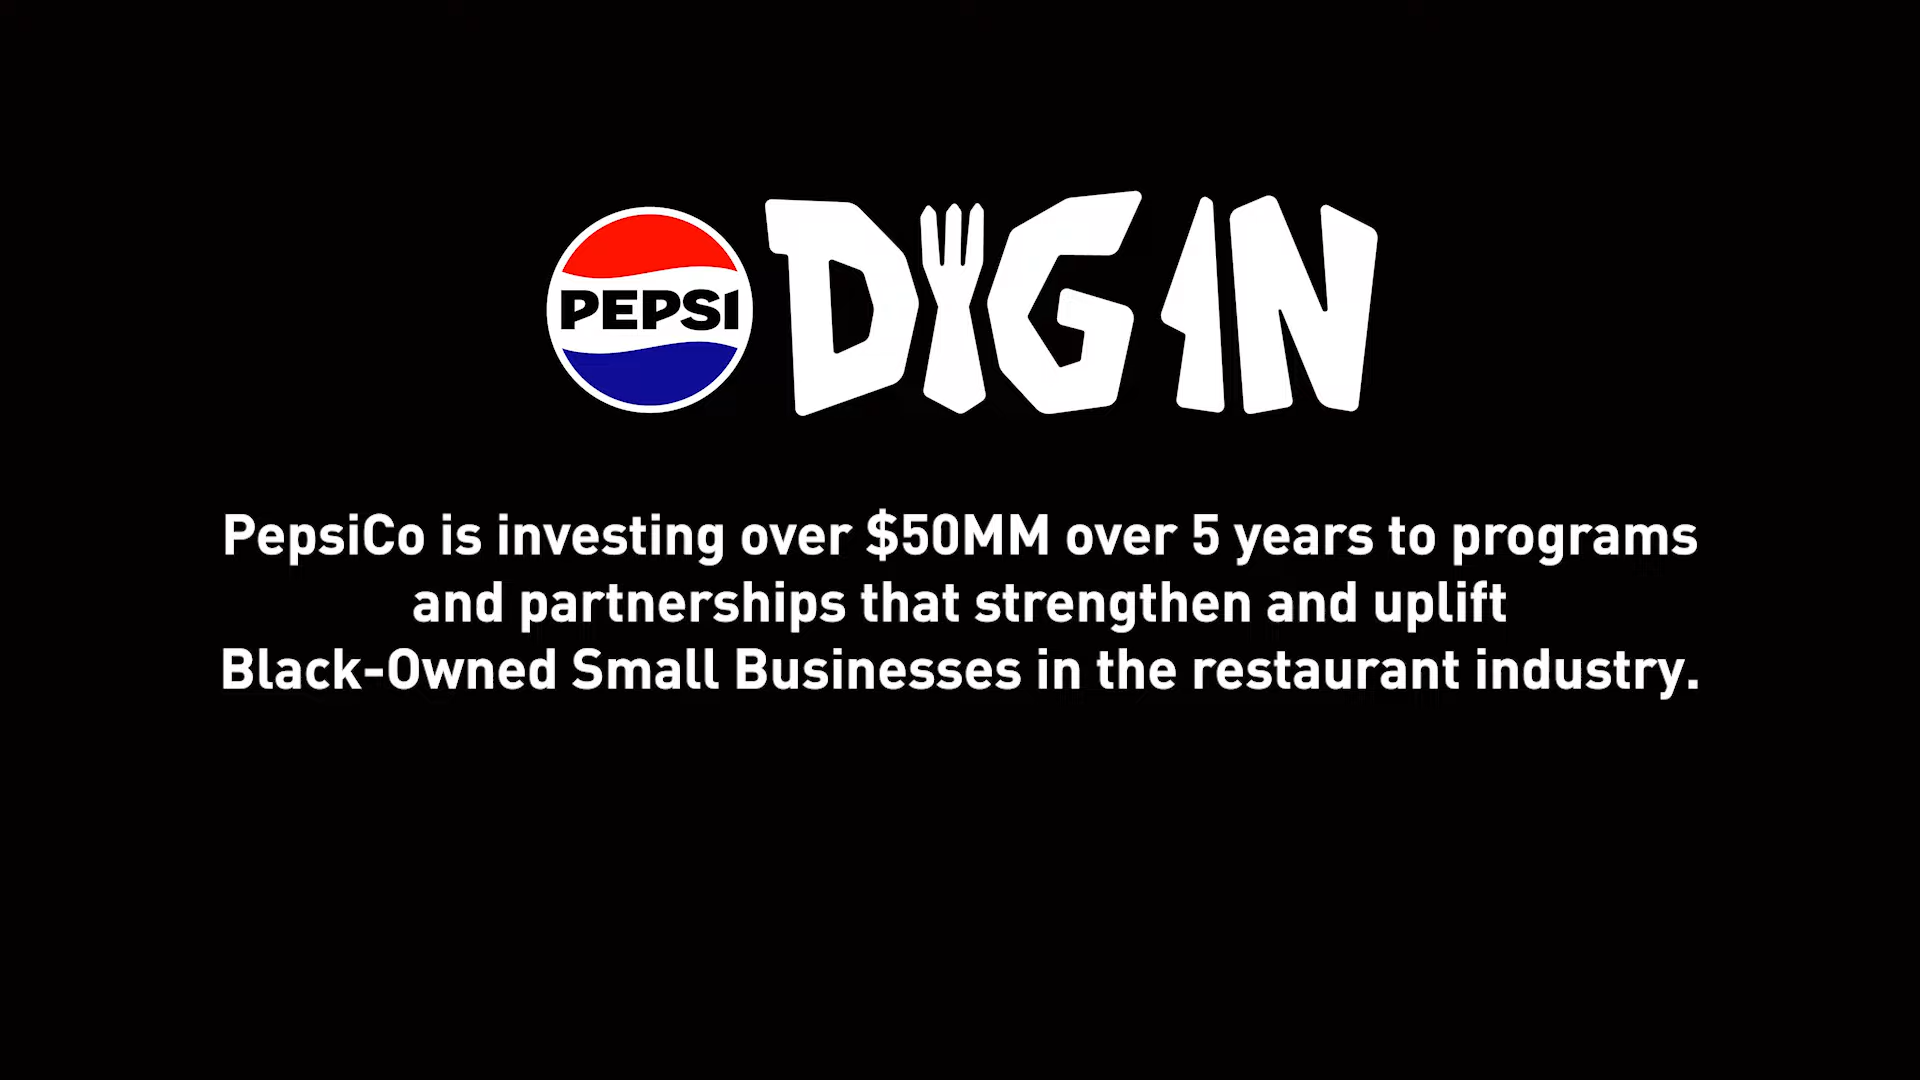 PEPSI DIG IN
PepsiCo is investing over $50MM over 5 years to programs
and partnerships that strengthen and uplift
Black-Owned Small Businesses in the restaurant industry.